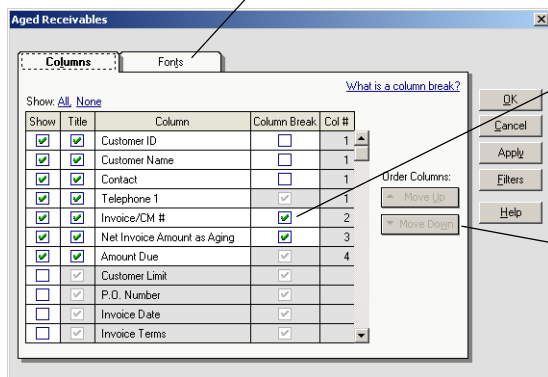 Aged Receivables
Columns Fonts
What is a column break?
Show: All, None
Show Title Column Column Break Col #
Customer ID 1
Customer Name 1
Contact 1
Telephone 1 1
Invoice/CM # 2
Net Invoice Amount as Aging 3
Amount Due 4
Customer Limit
P.O. Number
Invoice Date
Invoice Terms
Order Columns:
Move Up
Move Down
OK
Cancel
Apply
Filters
Help